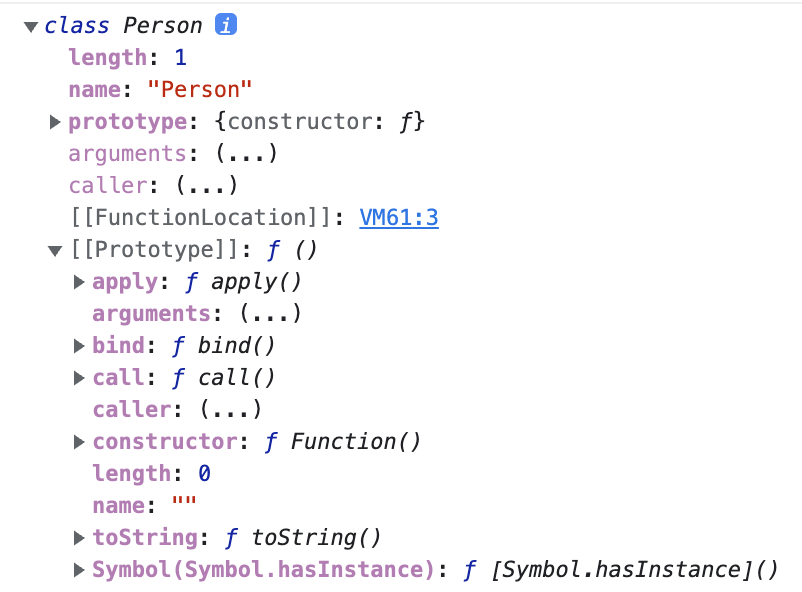 ▼ class Person i
length: 1
name: "Person"
▶ prototype: {constructor: ƒ}
arguments: (...)
caller: (...)
[[FunctionLocation]]: VM61:3
▼ [[Prototype]]: ƒ ()
▶ apply: ƒ apply()
arguments: (...)
▶ bind: ƒ bind()
▶ call: ƒ call()
caller: (...)
▶ constructor: ƒ Function()
length: 0
name: ""
▶ toString: ƒ toString()
▶ Symbol(Symbol.hasInstance): ƒ [Symbol.hasInstance]()